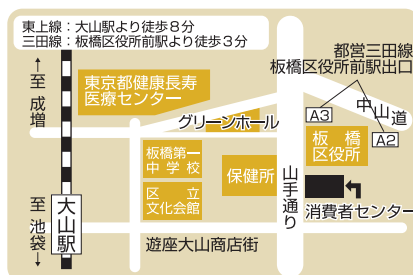 東上線：大山駅より徒歩８分
三田線：板橋区役所前駅より徒歩３分
都営三田線
板橋区役所前駅出口
↑至 成増
東京都健康長寿
医療センター
グリーンホール
A3
中山道
A2
板橋
区役所
板橋第一
中学校
保健所
山手通り
区立
文化会館
消費者センター
大山駅
至 池袋↓
遊座大山商店街